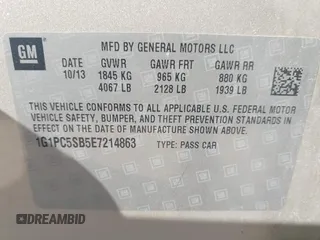 GM
MFD BY GENERAL MOTORS LLC
DATE GVWR GAWR FRT GAWR RR
10/13 1845 KG 965 KG 880 KG
4067 LB 2128 LB 1939 LB
THIS VEHICLE CONFORMS TO ALL APPLICABLE U.S. FEDERAL MOTOR
VEHICLE SAFETY, BUMPER, AND THEFT PREVENTION STANDARDS IN EFFECT
ON THE DATE OF MANUFACTURE SHOWN ABOVE.
1G1PC5SB5E7214863 TYPE: PASS CAR
DREAMBID